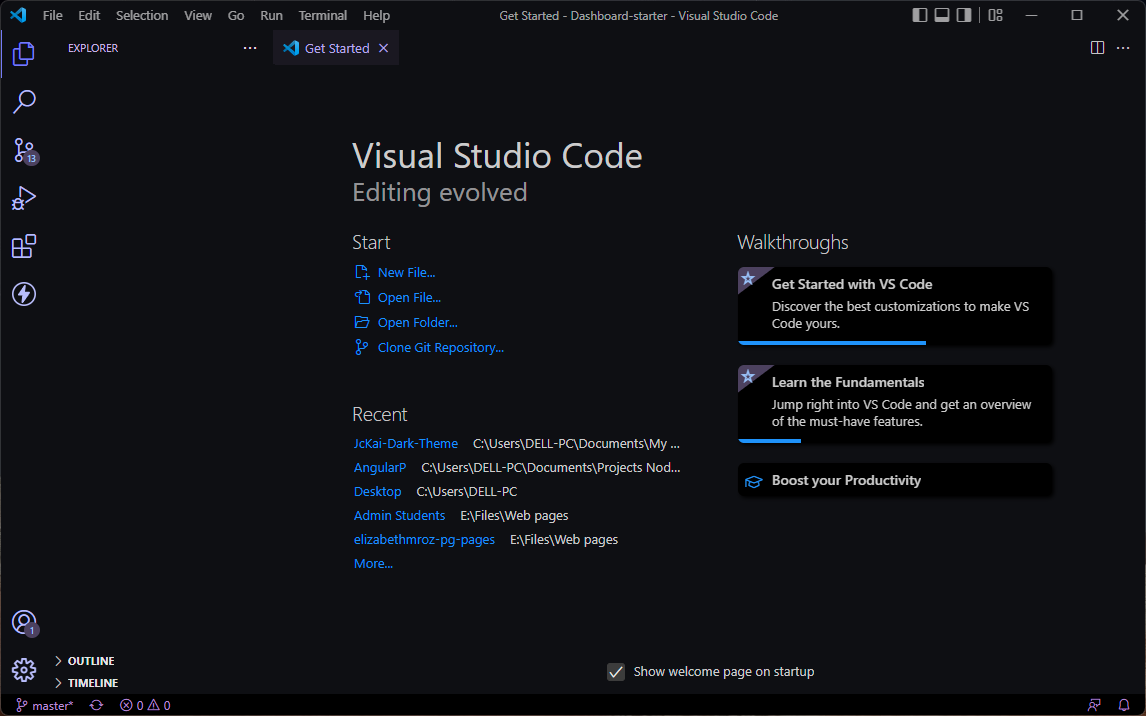 File Edit Selection View Go Run Terminal Help Get Started - Dashboard-starter - Visual Studio Code
EXPLORER
Get Started
13
Visual Studio Code
Editing evolved
Start
New File...
Open File...
Open Folder...
Clone Git Repository...
Recent
JcKai-Dark-Theme C:\Users\DELL-PC\Documents\My ...
AngularP C:\Users\DELL-PC\Documents\Projects Nod...
Desktop C:\Users\DELL-PC
Admin Students E:\Files\Web pages
elizabethmroz-pg-pages E:\Files\Web pages
More...
Walkthroughs
Get Started with VS Code
Discover the best customizations to make VS
Code yours.
Learn the Fundamentals
Jump right into VS Code and get an overview
of the must-have features.
Boost your Productivity
1
OUTLINE
TIMELINE
Show welcome page on startup
master* 0 0